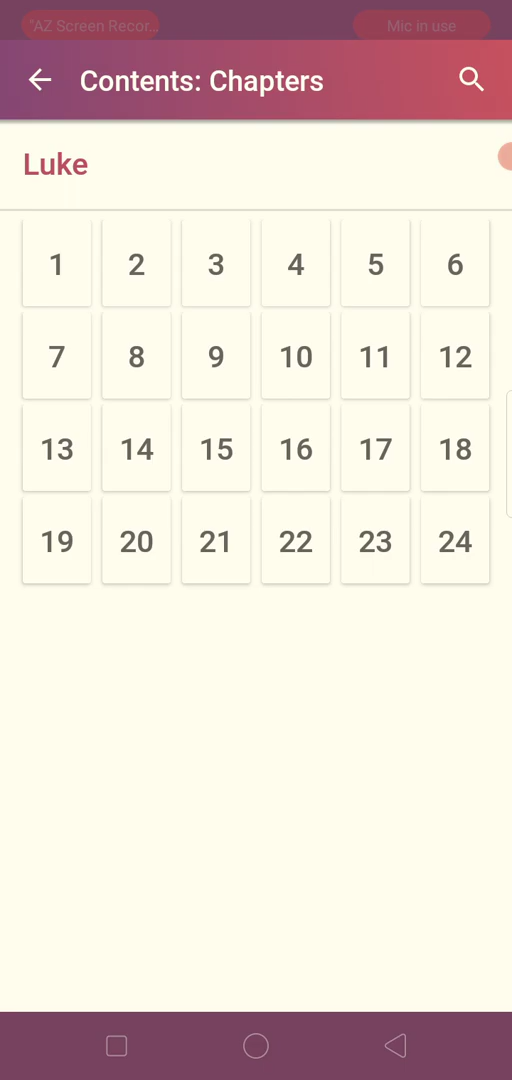 "AZ Screen Recor... Mic in use
Contents: Chapters
Luke
1 2 3 4 5 6
7 8 9 10 11 12
13 14 15 16 17 18
19 20 21 22 23 24